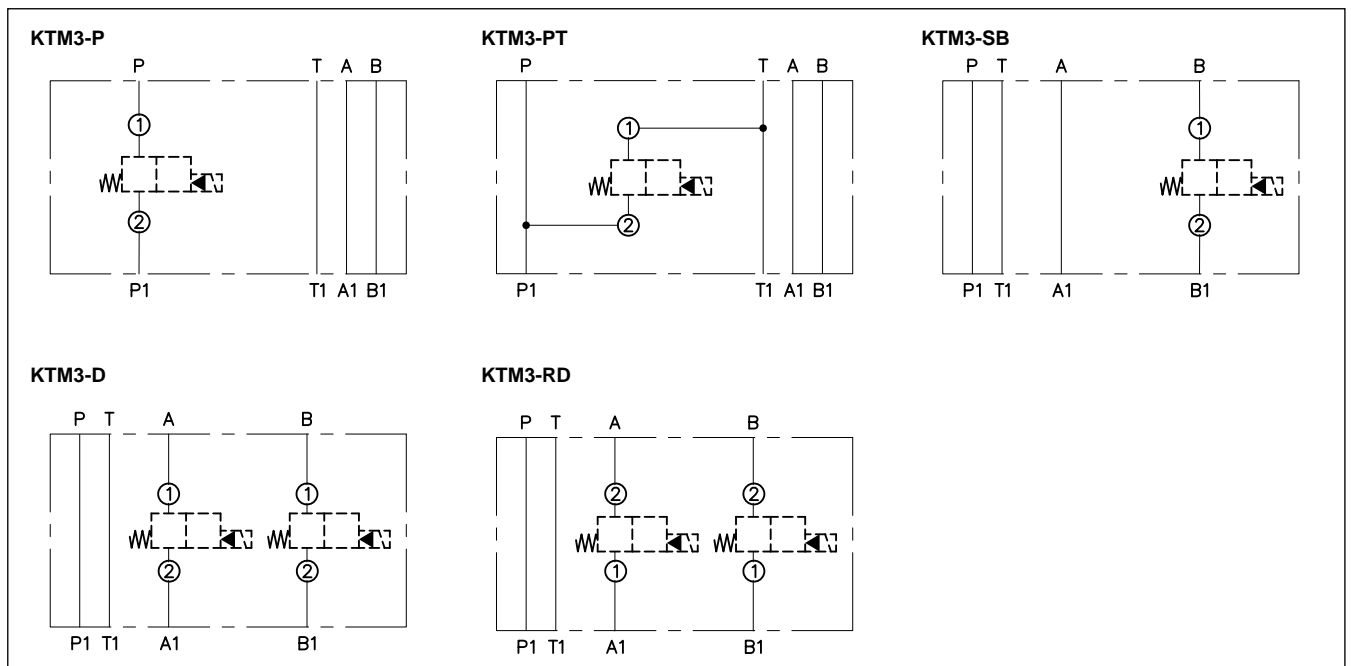 KTM3-P
P T A B
1
2
P1 T1 A1 B1
KTM3-PT
P T A B
1
2
P1 T1 A1 B1
KTM3-SB
P T A B
1
2
P1 T1 A1 B1
KTM3-D
P T A B
1 1
2 2
P1 T1 A1 B1
KTM3-RD
P T A B
2 2
1 1
P1 T1 A1 B1